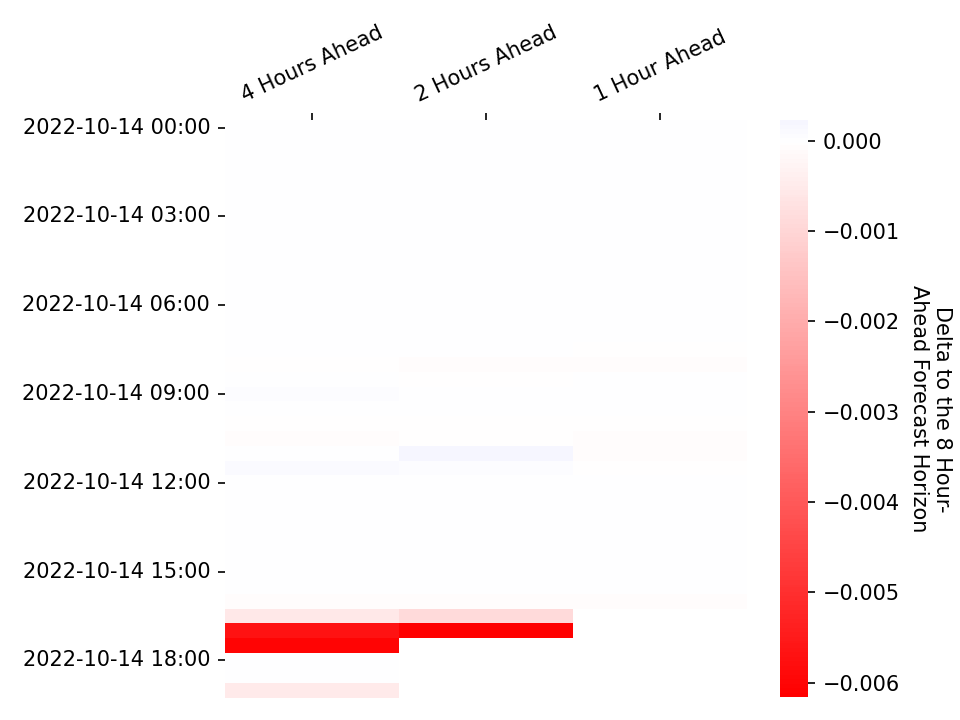 4 Hours Ahead
2 Hours Ahead
1 Hour Ahead
2022-10-14 00:00
2022-10-14 03:00
2022-10-14 06:00
2022-10-14 09:00
2022-10-14 12:00
2022-10-14 15:00
2022-10-14 18:00
0.000
−0.001
−0.002
−0.003
−0.004
−0.005
−0.006
Delta to the 8 Hour-
Ahead Forecast Horizon